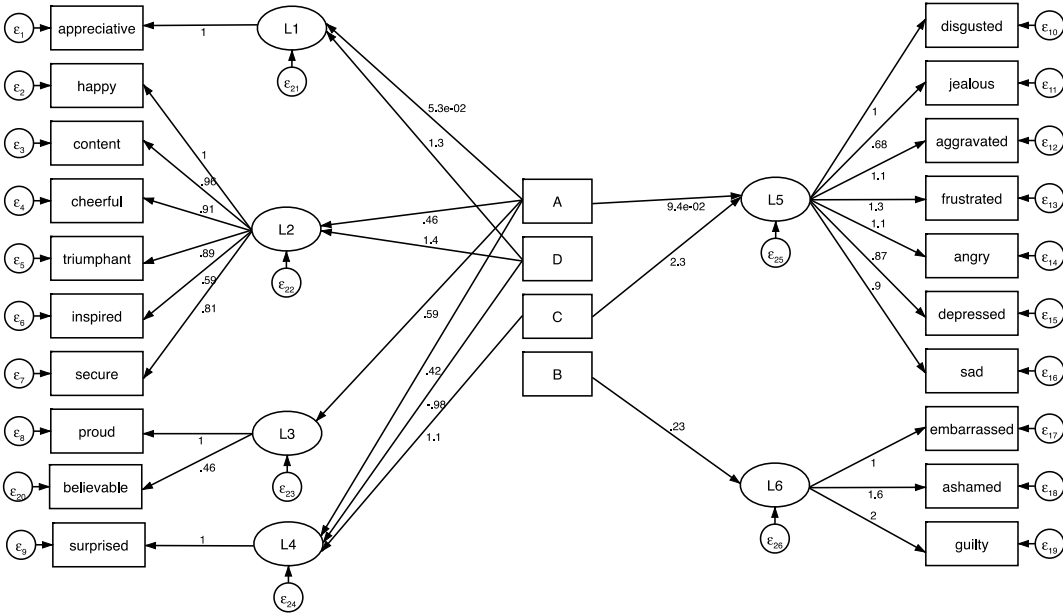 ε1 appreciative 1 L1
ε21
ε2 happy
ε3 content
ε4 cheerful
ε5 triumphant
ε6 inspired
ε7 secure
1
.96
.91
.89
.59
.81
L2
ε22
ε8 proud 1 L3
ε20 believable .46
ε23
ε9 surprised 1 L4
ε24
5.3e-02
1.3
.46
1.4
.59
.42
-.98
1.1
A
D
C
B
9.4e-02
2.3
.23
L5
ε25
L6
ε26
1
.68
1.1
1.3
1.1
.87
.9
disgusted ε10
jealous ε11
aggravated ε12
frustrated ε13
angry ε14
depressed ε15
sad ε16
1
1.6
2
embarrassed ε17
ashamed ε18
guilty ε19